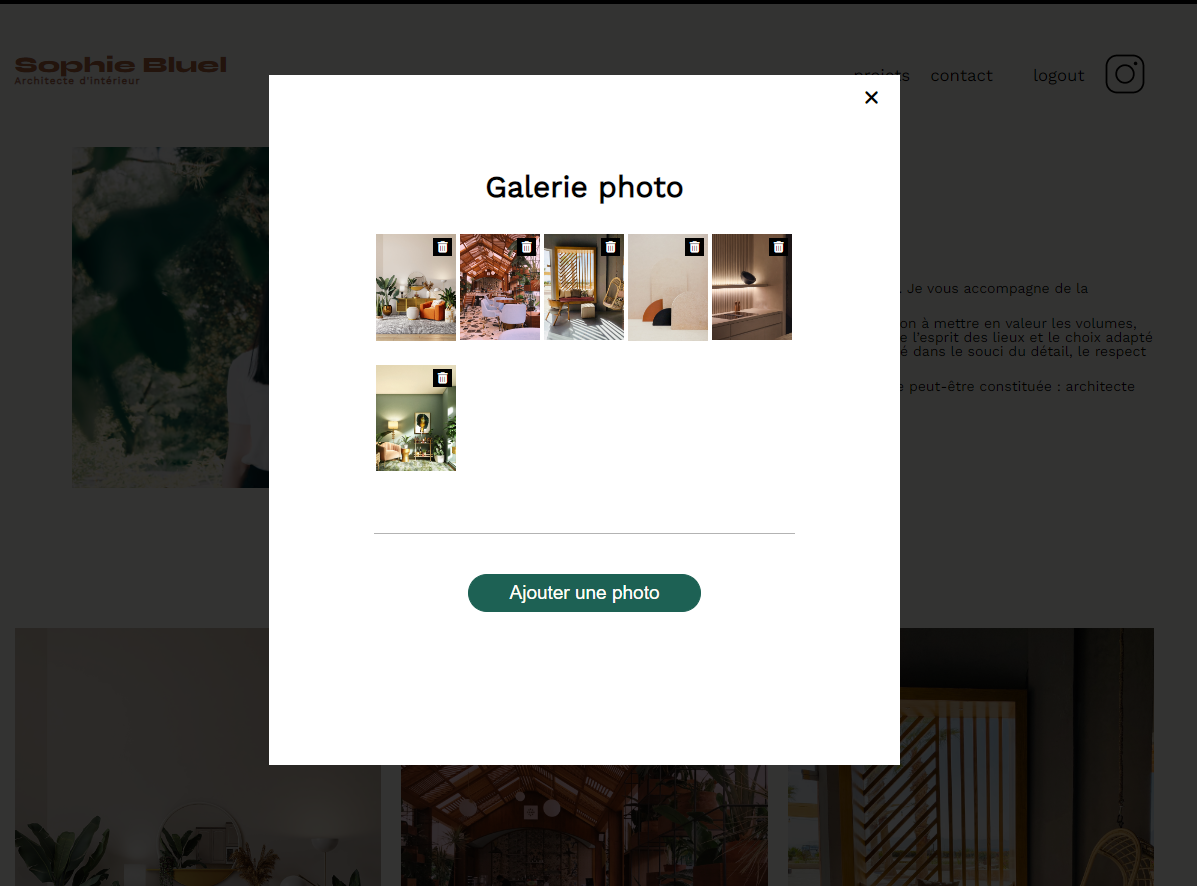 Sophie Bluel
Architecte d'intérieur
projets contact logout
×
Galerie photo
. Je vous accompagne de la
on à mettre en valeur les volumes,
e l'esprit des lieux et le choix adapté
é dans le souci du détail, le respect
e peut-être constituée : architecte
Ajouter une photo